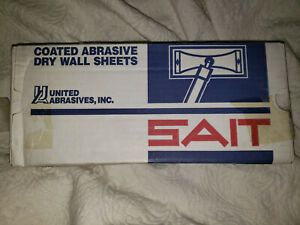 COATED ABRASIVE
DRY WALL SHEETS
UNITED
ABRASIVES, INC.
SAIT